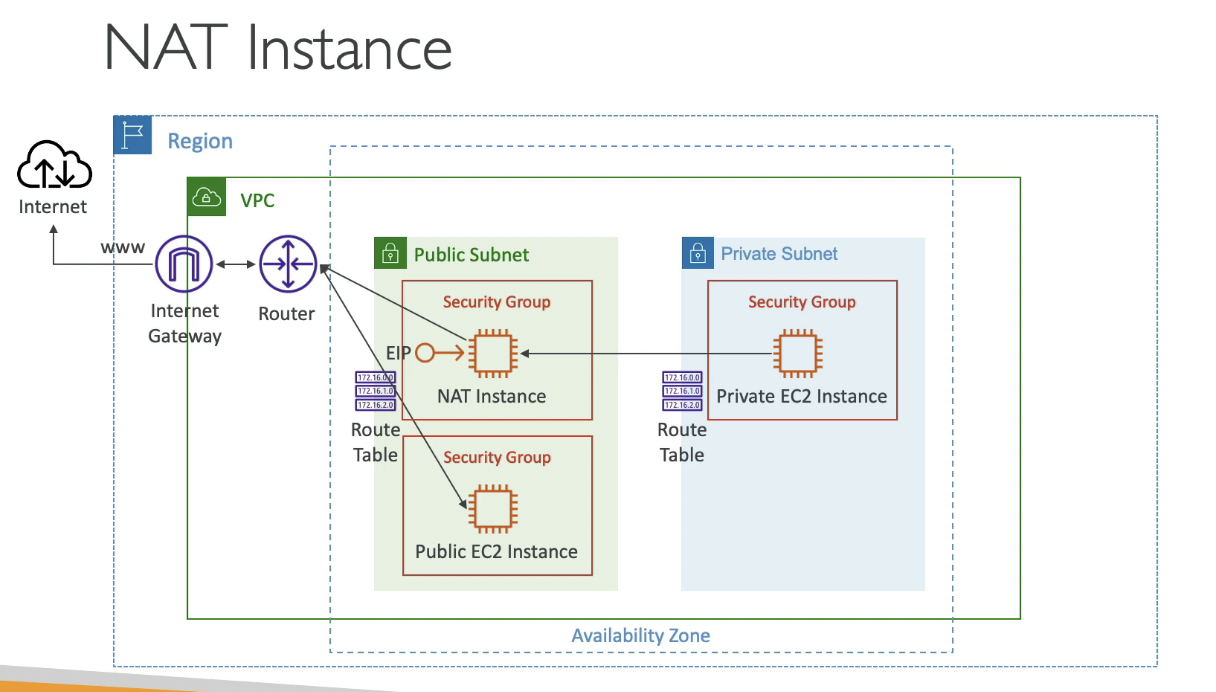 NAT Instance
Region
Internet
VPC
WWW
Internet
Gateway
Router
Public Subnet
Security Group
EIP
NAT Instance
172.16.0.0
172.16.1.0
172.16.2.0
Route
Table
Security Group
Public EC2 Instance
Private Subnet
Security Group
Private EC2 Instance
172.16.0.0
172.16.1.0
172.16.2.0
Route
Table
Availability Zone